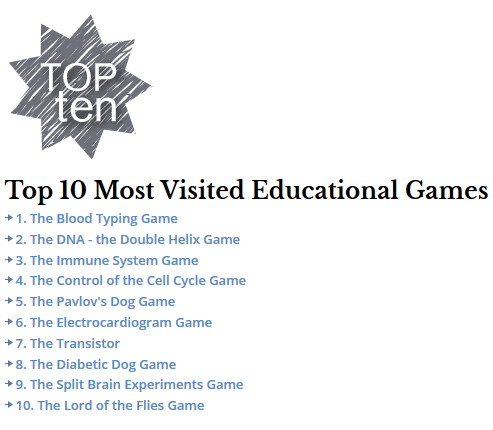 TOP
ten
Top 10 Most Visited Educational Games
1. The Blood Typing Game
2. The DNA - the Double Helix Game
3. The Immune System Game
4. The Control of the Cell Cycle Game
5. The Pavlov's Dog Game
6. The Electrocardiogram Game
7. The Transistor
8. The Diabetic Dog Game
9. The Split Brain Experiments Game
10. The Lord of the Flies Game